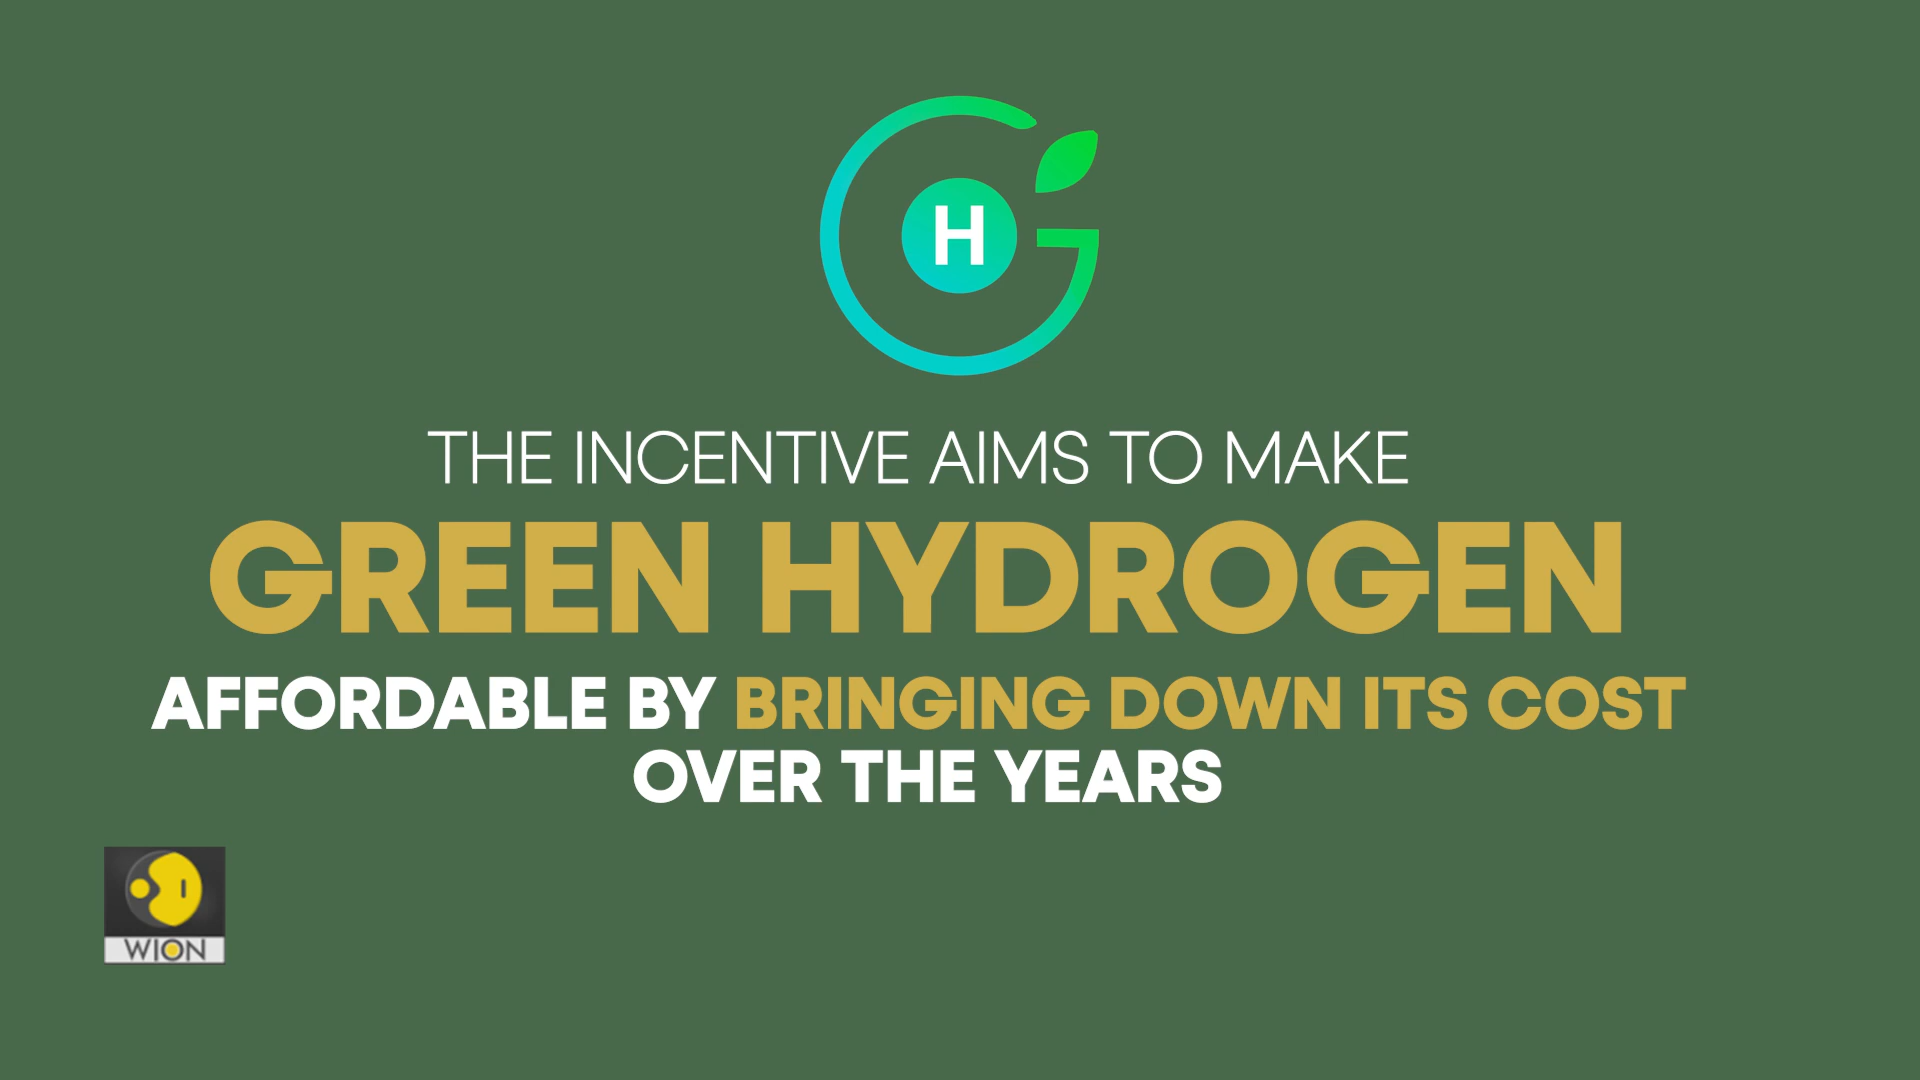 H
THE INCENTIVE AIMS TO MAKE
GREEN HYDROGEN
AFFORDABLE BY BRINGING DOWN ITS COST
OVER THE YEARS
WION